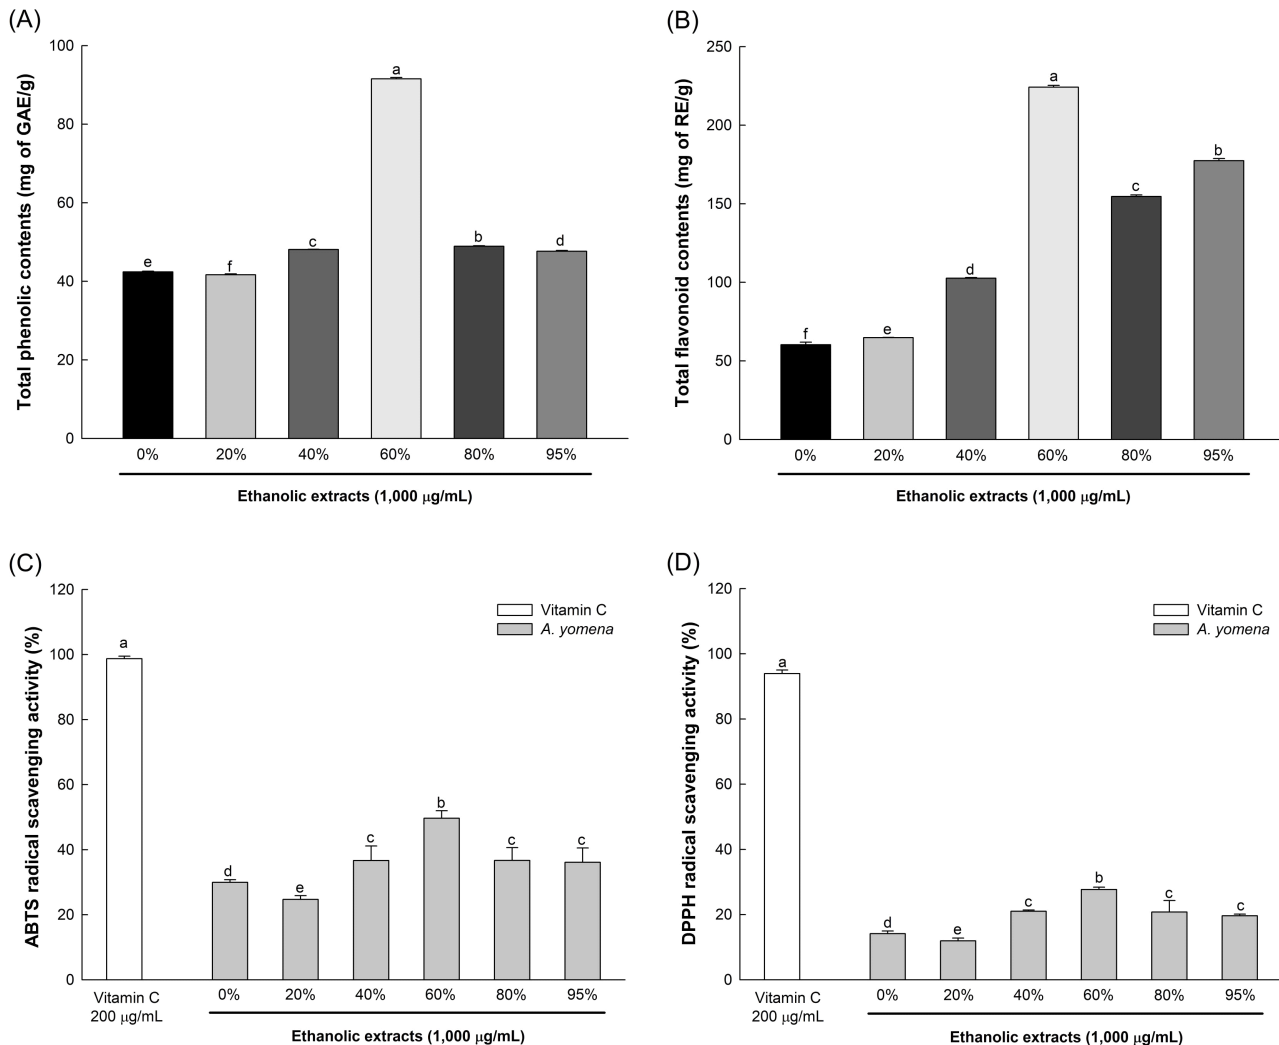 (A)
Total phenolic contents (mg of GAE/g)
100
80
60
40
20
0
e
f
c
a
b
d
0% 20% 40% 60% 80% 95%
Ethanolic extracts (1,000 μg/mL)
(B)
Total flavonoid contents (mg of RE/g)
250
200
150
100
50
0
f
e
d
a
c
b
0% 20% 40% 60% 80% 95%
Ethanolic extracts (1,000 μg/mL)
(C)
ABTS radical scavenging activity (%)
120
100
80
60
40
20
0
Vitamin C
A. yomena
a
d
e
c
b
c
c
Vitamin C
200 μg/mL
0% 20% 40% 60% 80% 95%
Ethanolic extracts (1,000 μg/mL)
(D)
DPPH radical scavenging activity (%)
120
100
80
60
40
20
0
Vitamin C
A. yomena
a
d
e
c
b
c
c
Vitamin C
200 μg/mL
0% 20% 40% 60% 80% 95%
Ethanolic extracts (1,000 μg/mL)